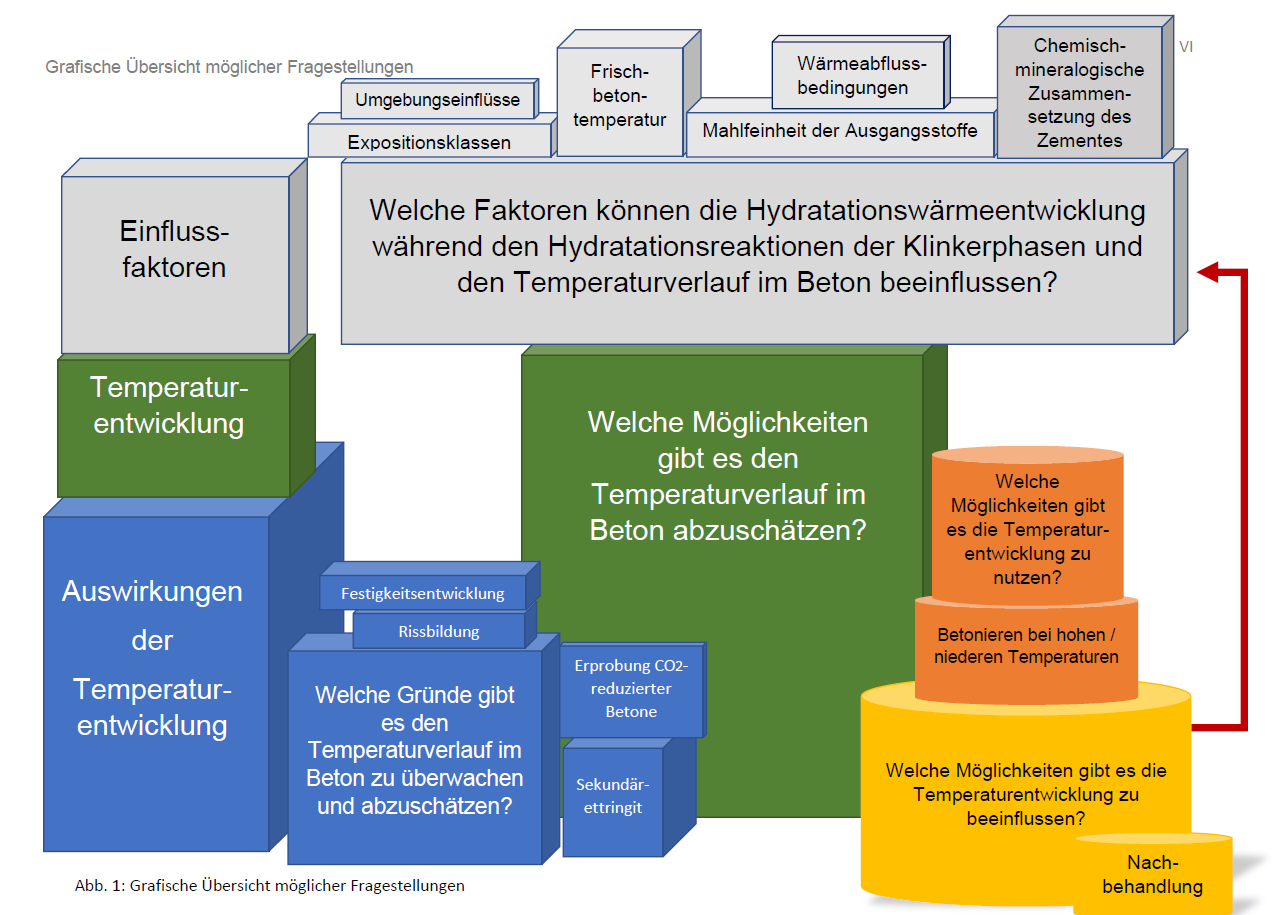 Grafische Übersicht möglicher Fragestellungen
VI
Umgebungseinflüsse
Expositionsklassen
Frisch-
beton-
temperatur
Wärmeabfluss-
bedingungen
Mahlfeinheit der Ausgangsstoffe
Chemisch-
mineralogische
Zusammen-
setzung des
Zementes
Einfluss-
faktoren
Welche Faktoren können die Hydratationswärmeentwicklung
während den Hydratationsreaktionen der Klinkerphasen und
den Temperaturverlauf im Beton beeinflussen?
Temperatur-
entwicklung
Welche Möglichkeiten
gibt es den
Temperaturverlauf im
Beton abzuschätzen?
Welche
Möglichkeiten gibt
es die Temperatur-
entwicklung zu
nutzen?
Betonieren bei hohen /
niederen Temperaturen
Auswirkungen
der
Temperatur-
entwicklung
Festigkeitsentwicklung
Rissbildung
Welche Gründe gibt
es den
Temperaturverlauf im
Beton zu überwachen
und abzuschätzen?
Erprobung CO2-
reduzierter
Betone
Sekundär-
ettringit
Welche Möglichkeiten gibt es die
Temperaturentwicklung zu
beeinflussen?
Nach-
behandlung
Abb. 1: Grafische Übersicht möglicher Fragestellungen